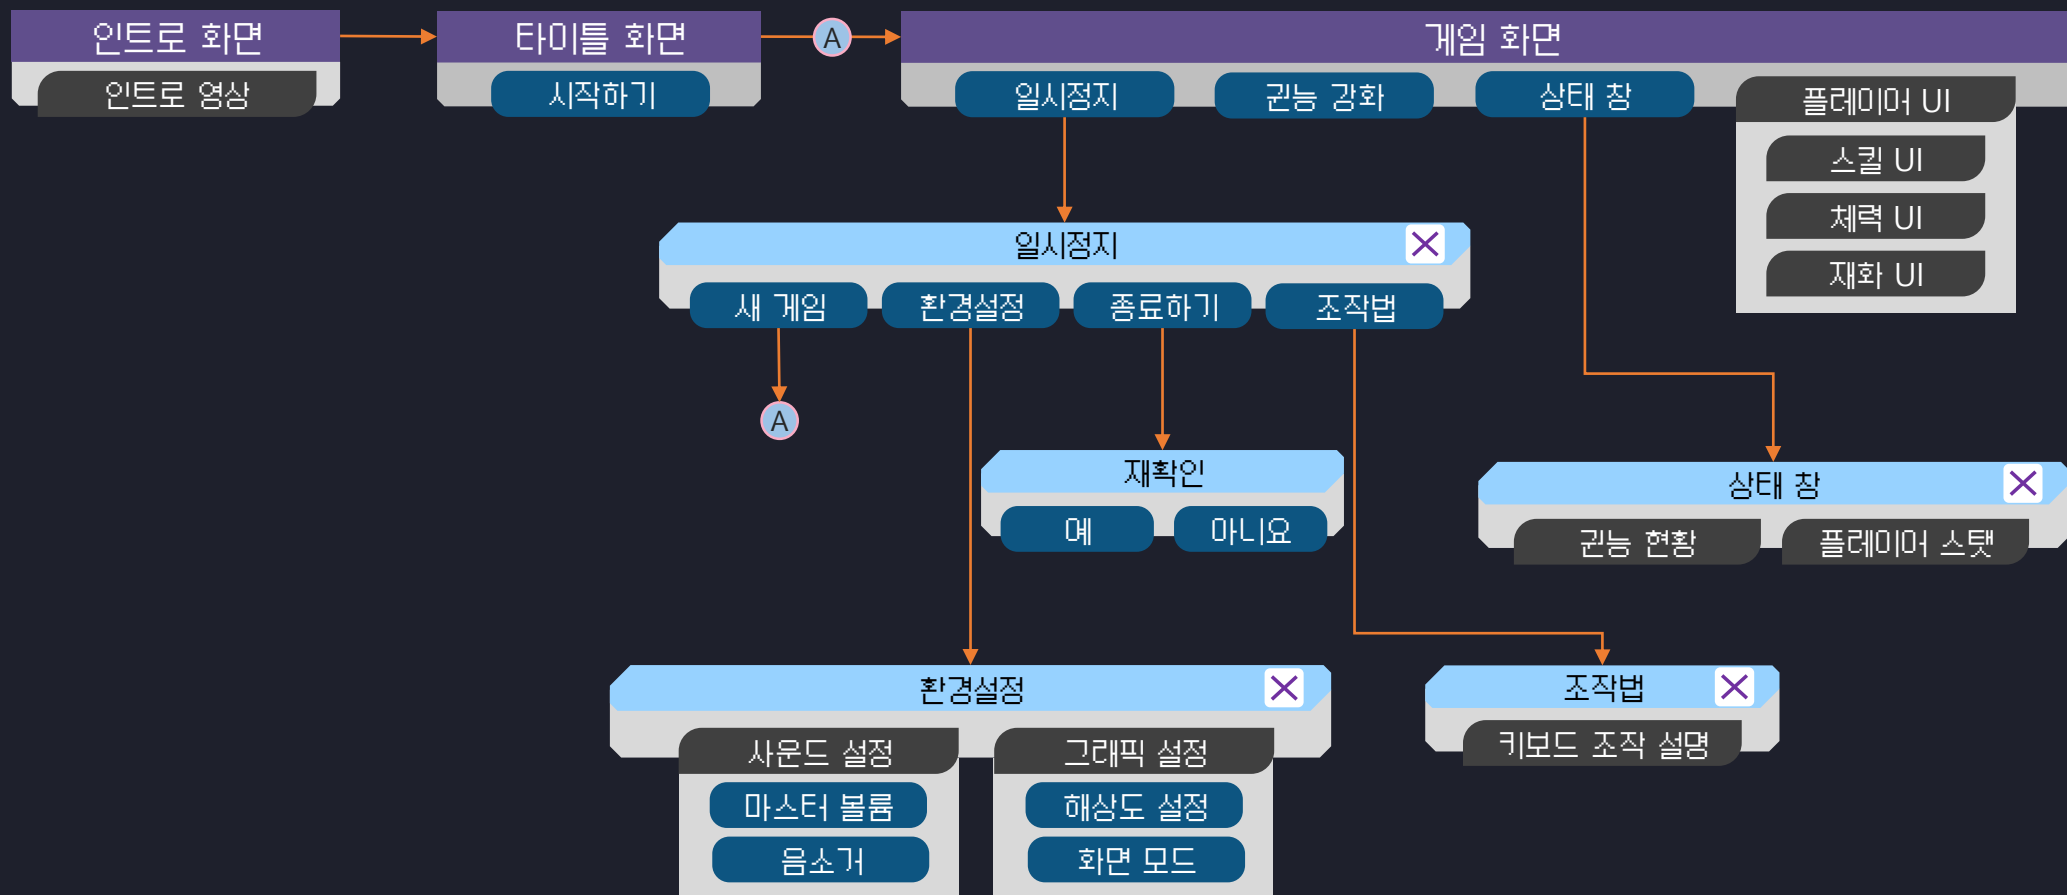 인트로 화면
인트로 영상
타이틀 화면
시작하기
A
게임 화면
일시정지
권능 강화
상태 창
플레이어 UI
스킬 UI
체력 UI
재화 UI
일시정지
새 게임
환경설정
종료하기
조작법
A
재확인
예
아니요
상태 창
권능 현황
플레이어 스탯
환경설정
사운드 설정
마스터 볼륨
음소거
그래픽 설정
해상도 설정
화면 모드
조작법
키보드 조작 설명